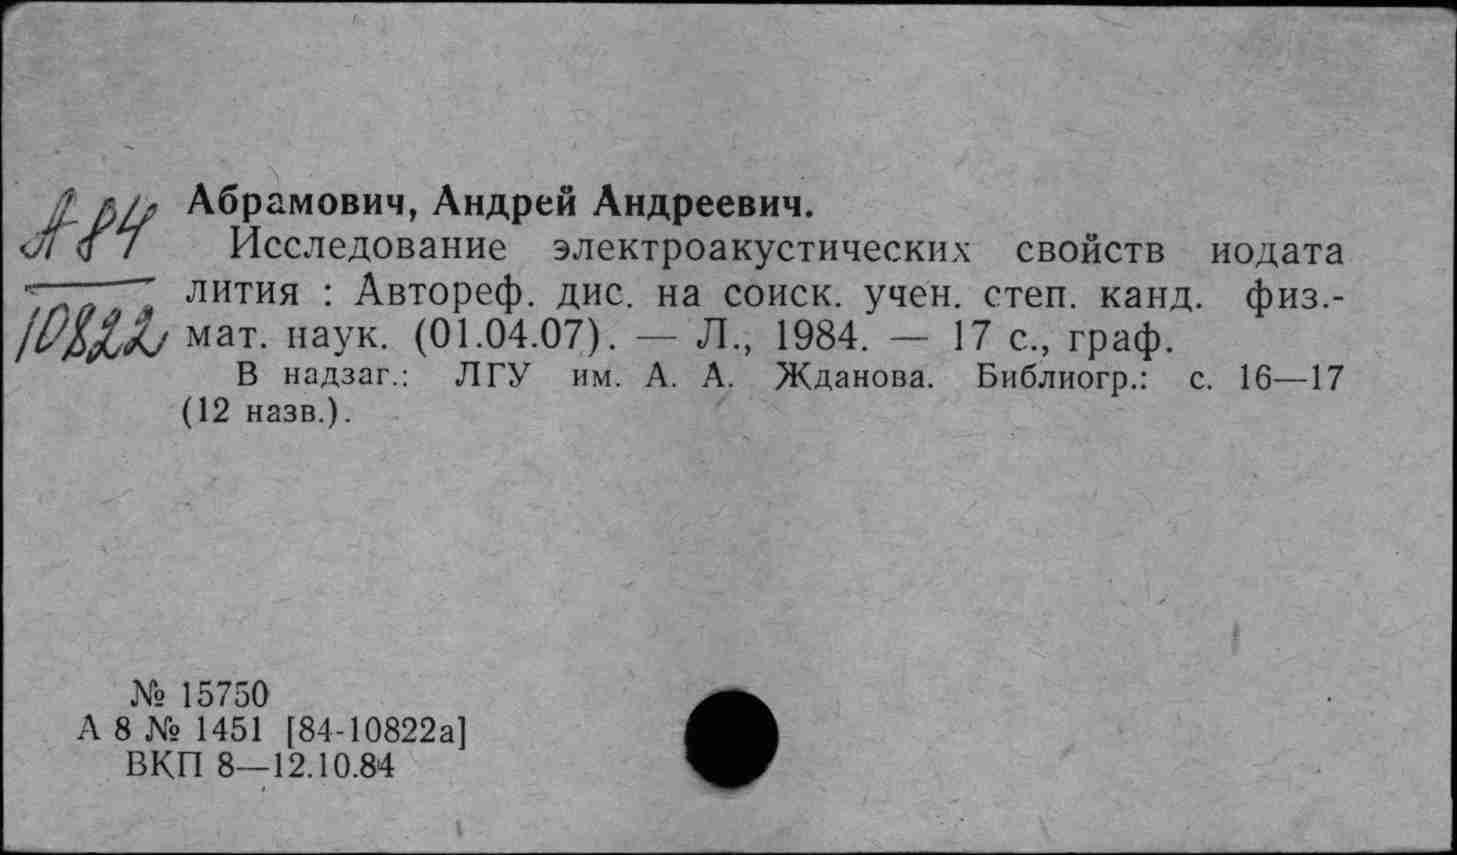 А84
10822
Абрамович, Андрей Андреевич.
Исследование электроакустических свойств иодата
лития : Автореф. дис. на соиск. учен. степ. канд. физ.-
мат. наук. (01.04.07). — Л., 1984. — 17 с., граф.
В надзаг.: ЛГУ им. А. А. Жданова. Библиогр.: с. 16—17
(12 назв.).
№ 15750
А 8 № 1451 [84-10822а]
ВКП 8—12.10.84